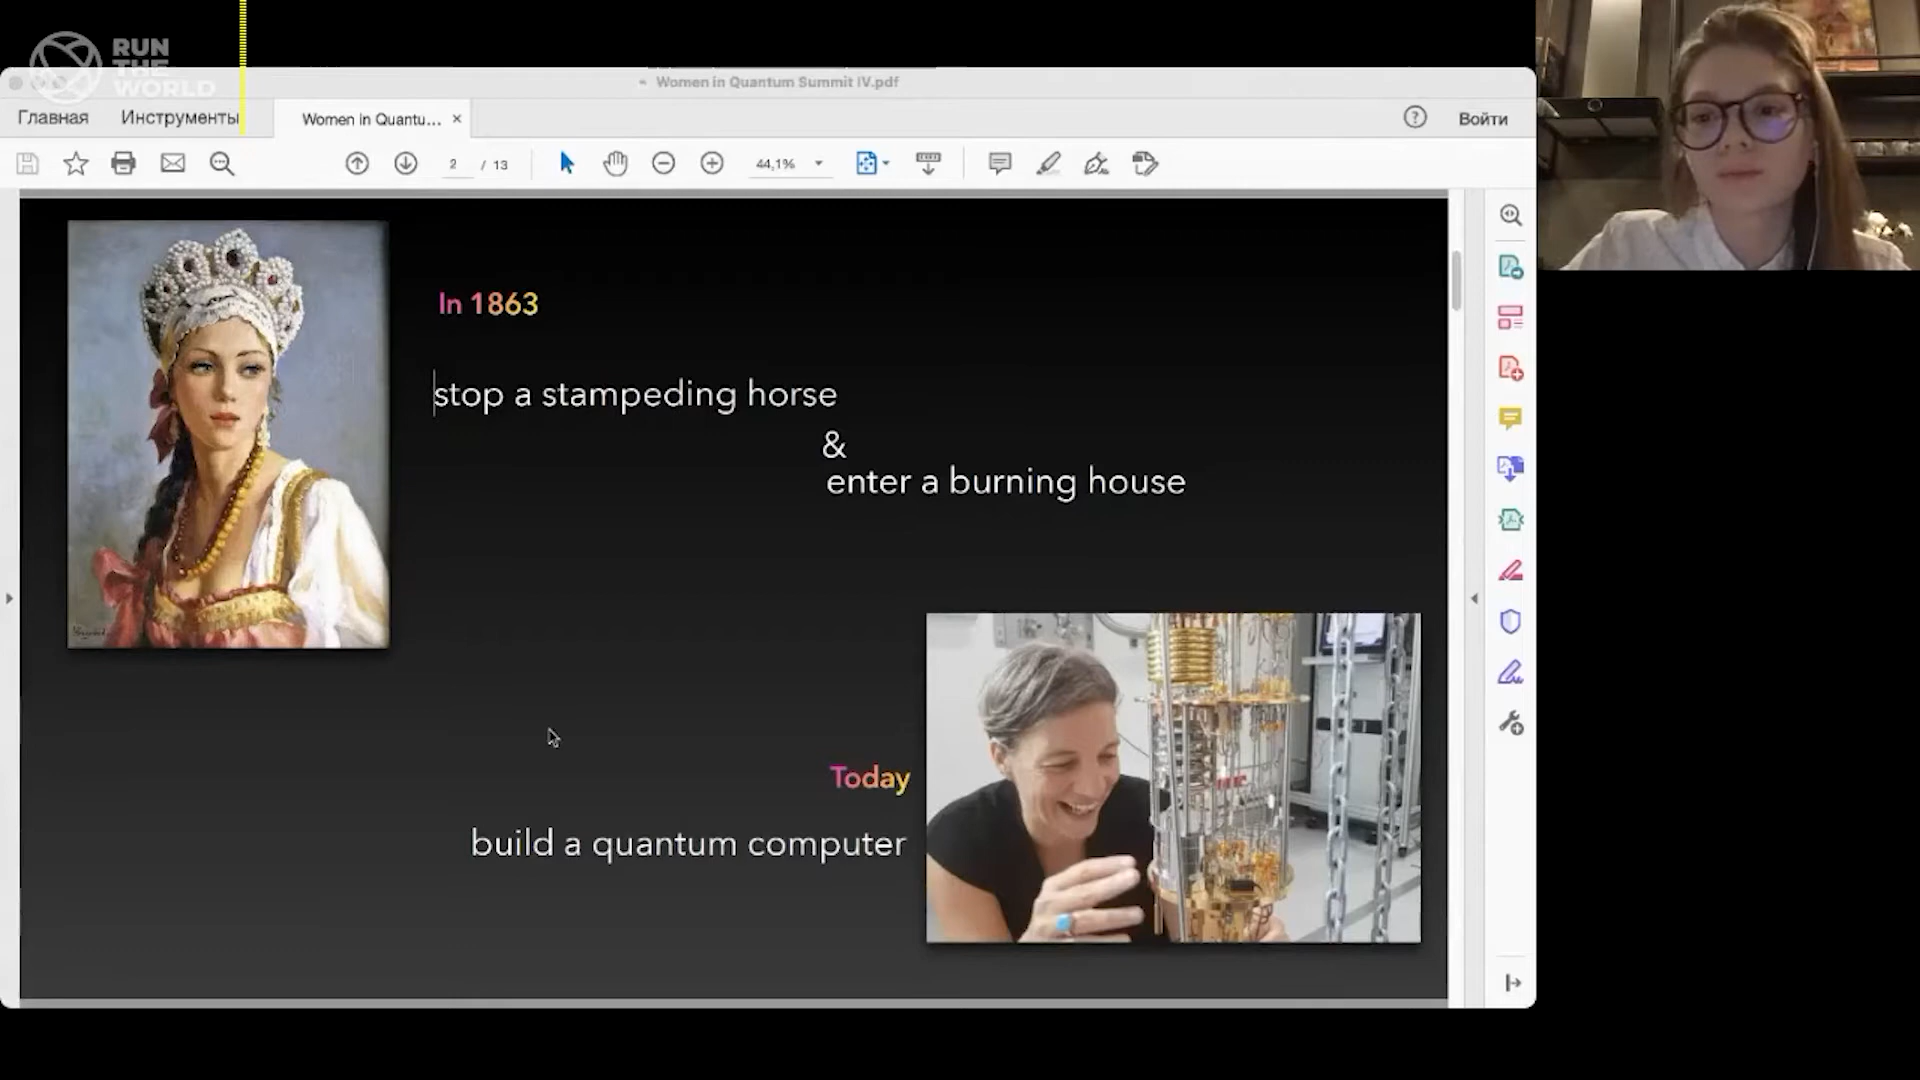 RUN
THE
WORLD
Women in Quantum Summit IV.pdf
Главная
Инструменты
Women in Quantu...
Войти
2 / 13
44,1%
In 1863
stop a stampeding horse
&
enter a burning house
Today
build a quantum computer